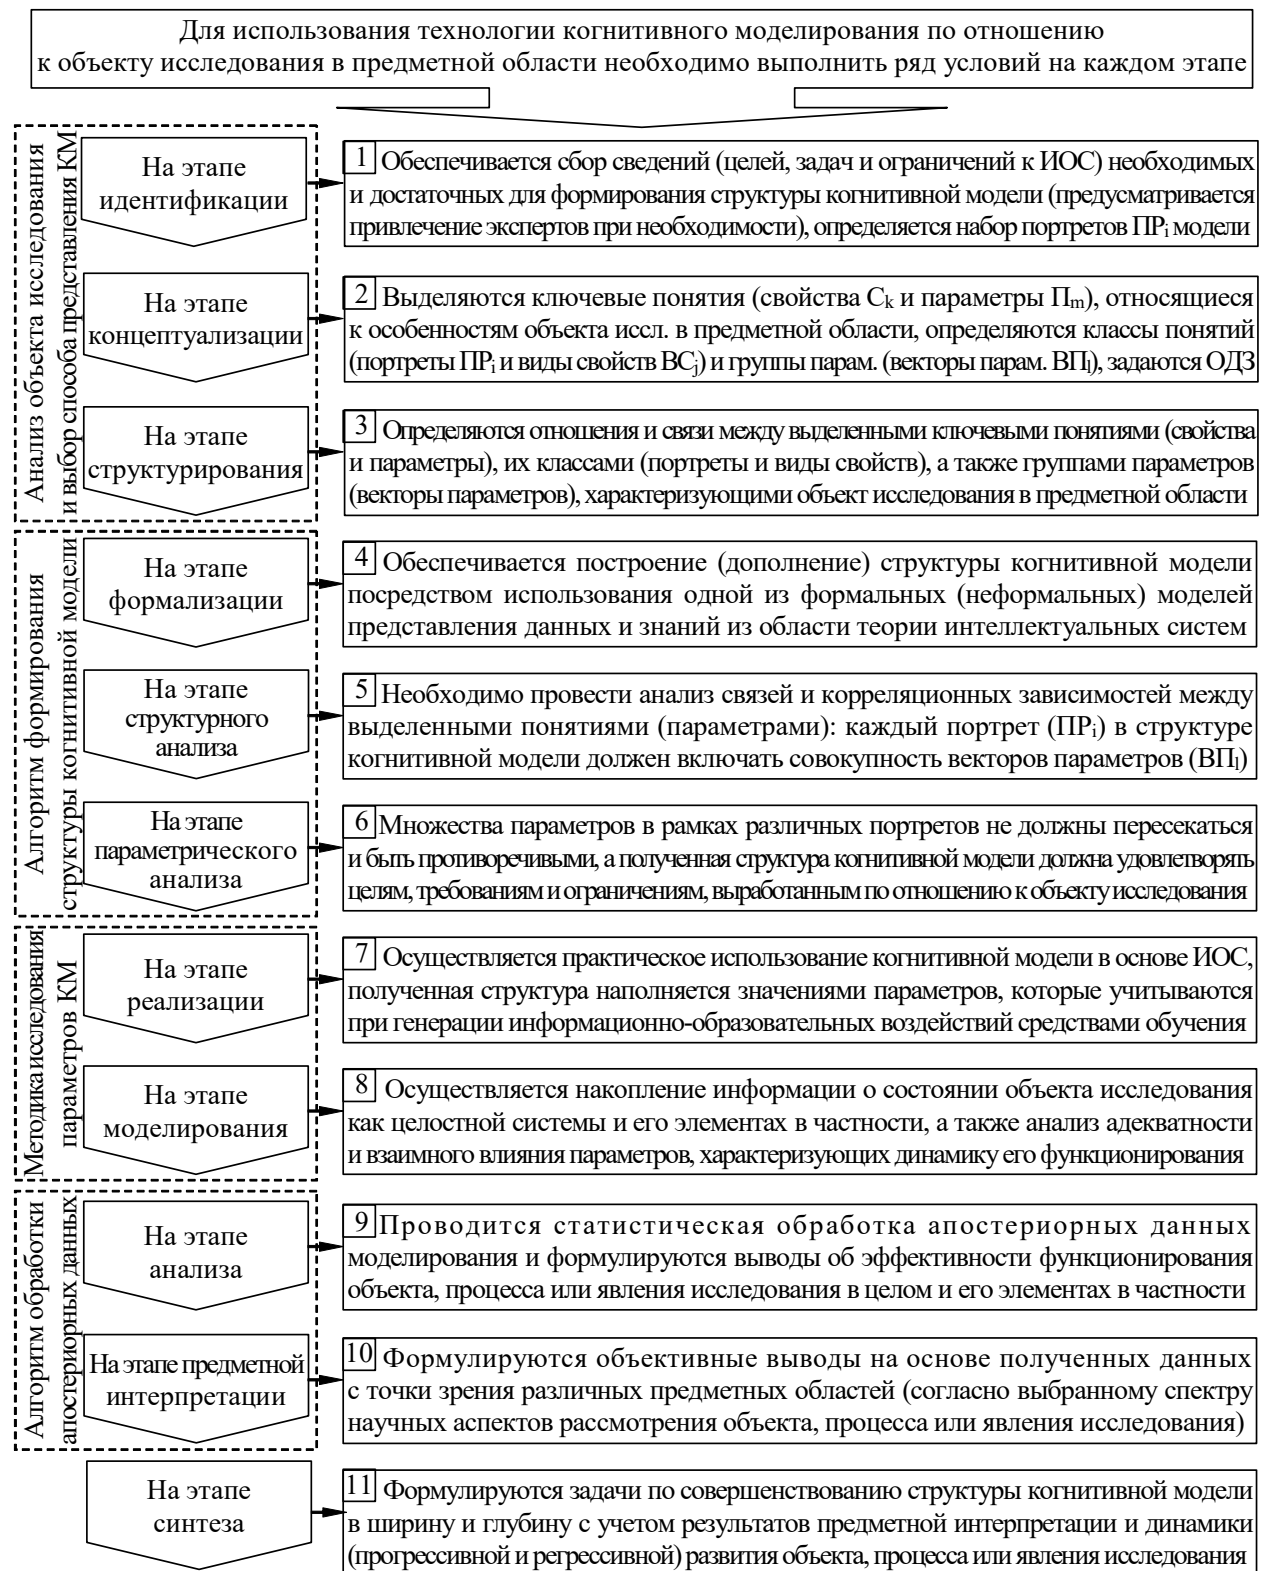 Для использования технологии когнитивного моделирования по отношению
к объекту исследования в предметной области необходимо выполнить ряд условий на каждом этапе
Анализ объекта исследования
и выбор способа представления КМ
На этапе
идентификации
1 Обеспечивается сбор сведений (целей, задач и ограничений к ИОС) необходимых
и достаточных для формирования структуры когнитивной модели (предусматривается
привлечение экспертов при необходимости), определяется набор портретов ПРi модели
На этапе
концептуализации
2 Выделяются ключевые понятия (свойства Сk и параметры Пm), относящиеся
к особенностям объекта иссл. в предметной области, определяются классы понятий
(портреты ПРi и виды свойств ВСj) и группы парам. (векторы парам. ВПl), задаются ОДЗ
На этапе
структурирования
3 Определяются отношения и связи между выделенными ключевыми понятиями (свойства
и параметры), их классами (портреты и виды свойств), а также группами параметров
(векторы параметров), характеризующими объект исследования в предметной области
Алгоритм формирования
структуры когнитивной модели
На этапе
формализации
4 Обеспечивается построение (дополнение) структуры когнитивной модели
посредством использования одной из формальных (неформальных) моделей
представления данных и знаний из области теории интеллектуальных систем
На этапе
структурного
анализа
5 Необходимо провести анализ связей и корреляционных зависимостей между
выделенными понятиями (параметрами): каждый портрет (ПРi) в структуре
когнитивной модели должен включать совокупность векторов параметров (ВПl)
На этапе
параметрического
анализа
6 Множества параметров в рамках различных портретов не должны пересекаться
и быть противоречивыми, а полученная структура когнитивной модели должна удовлетворять
целям, требованиям и ограничениям, выработанным по отношению к объекту исследования
Методика исследования
параметров КМ
На этапе
реализации
7 Осуществляется практическое использование когнитивной модели в основе ИОС,
полученная структура наполняется значениями параметров, которые учитываются
при генерации информационно-образовательных воздействий средствами обучения
На этапе
моделирования
8 Осуществляется накопление информации о состоянии объекта исследования
как целостной системы и его элементах в частности, а также анализ адекватности
и взаимного влияния параметров, характеризующих динамику его функционирования
Алгоритм обработки
апостериорных данных
На этапе
анализа
9 Проводится статистическая обработка апостериорных данных
моделирования и формулируются выводы об эффективности функционирования
объекта, процесса или явления исследования в целом и его элементах в частности
На этапе предметной
интерпретации
10 Формулируются объективные выводы на основе полученных данных
с точки зрения различных предметных областей (согласно выбранному спектру
научных аспектов рассмотрения объекта, процесса или явления исследования)
На этапе
синтеза
11 Формулируются задачи по совершенствованию структуры когнитивной модели
в ширину и глубину с учетом результатов предметной интерпретации и динамики
(прогрессивной и регрессивной) развития объекта, процесса или явления исследования